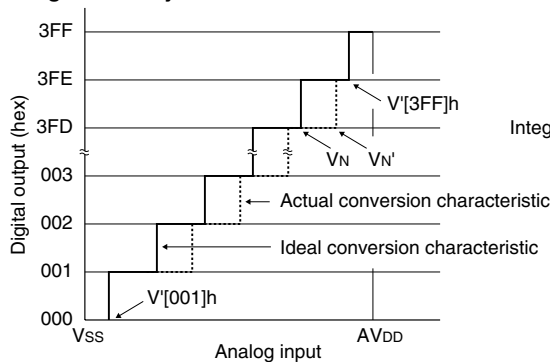 3FF
3FE
V'[3FF]h
Digital output (hex)
3FD
Integ
VN
VN'
003
Actual conversion characteristic
002
Ideal conversion characteristic
001
V'[001]h
000
VSS
AVDD
Analog input